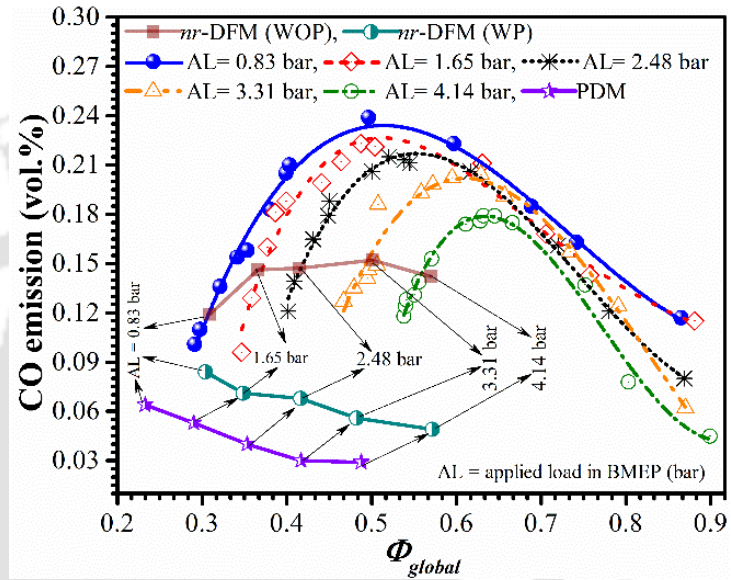 nr-DFM (WOP), nr-DFM (WP)
AL= 0.83 bar, AL= 1.65 bar, AL= 2.48 bar
AL= 3.31 bar, AL= 4.14 bar, PDM
CO emission (vol.%)
0.30
0.27
0.24
0.21
0.18
0.15
0.12
0.09
0.06
0.03
AL = 0.83 bar
1.65 bar
2.48 bar
3.31 bar
4.14 bar
AL = applied load in BMEP (bar)
0.2 0.3 0.4 0.5 0.6 0.7 0.8 0.9
Φglobal